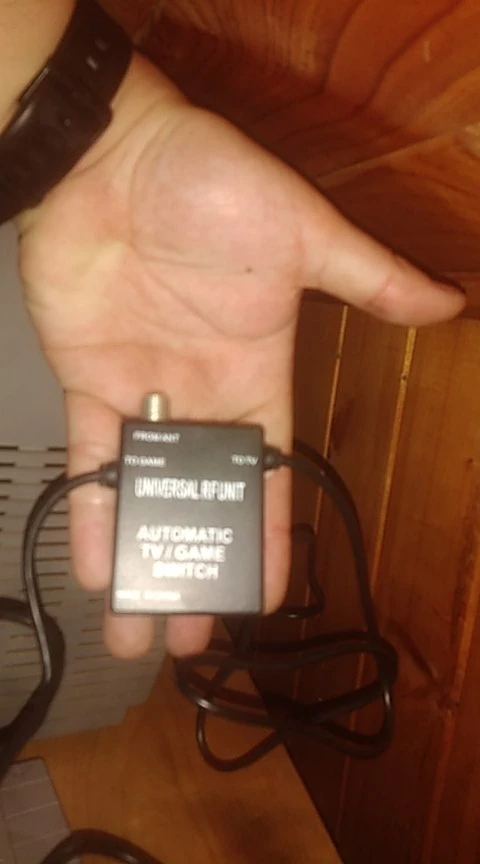 FROM ANT
TO GAME TO TV
UNIVERSAL RF UNIT
AUTOMATIC
TV/GAME
SWITCH